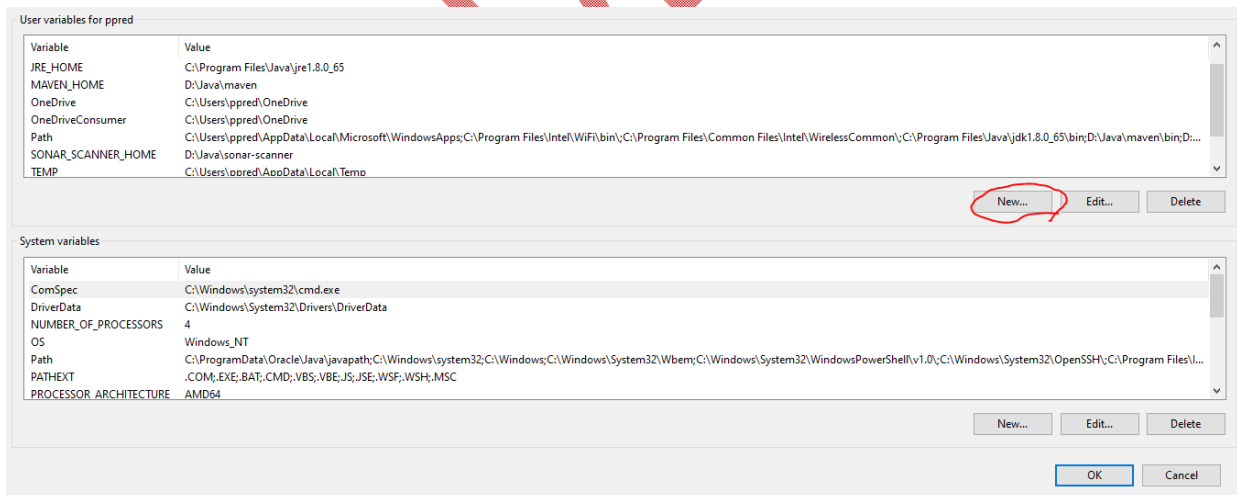 User variables for ppred
Variable Value
JRE_HOME C:\Program Files\Java\jre1.8.0_65
MAVEN_HOME D:\Java\maven
OneDrive C:\Users\ppred\OneDrive
OneDriveConsumer C:\Users\ppred\OneDrive
Path C:\Users\ppred\AppData\Local\Microsoft\WindowsApps;C:\Program Files\Intel\WiFi\bin\;C:\Program Files\Common Files\Intel\WirelessCommon\;C:\Program Files\Java\jdk1.8.0_65\bin;D:\Java\maven\bin;D:...
SONAR_SCANNER_HOME D:\Java\sonar-scanner
TEMP C:\Users\ppred\AppData\Local\Temp
New... Edit... Delete
System variables
Variable Value
ComSpec C:\Windows\system32\cmd.exe
DriverData C:\Windows\System32\Drivers\DriverData
NUMBER_OF_PROCESSORS 4
OS Windows_NT
Path C:\ProgramData\Oracle\Java\javapath;C:\Windows\system32;C:\Windows;C:\Windows\System32\Wbem;C:\Windows\System32\WindowsPowerShell\v1.0\;C:\Windows\System32\OpenSSH\;C:\Program Files\I...
PATHEXT .COM;.EXE;.BAT;.CMD;.VBS;.VBE;.JS;.JSE;.WSF;.WSH;.MSC
PROCESSOR_ARCHITECTURE AMD64
New... Edit... Delete
OK Cancel